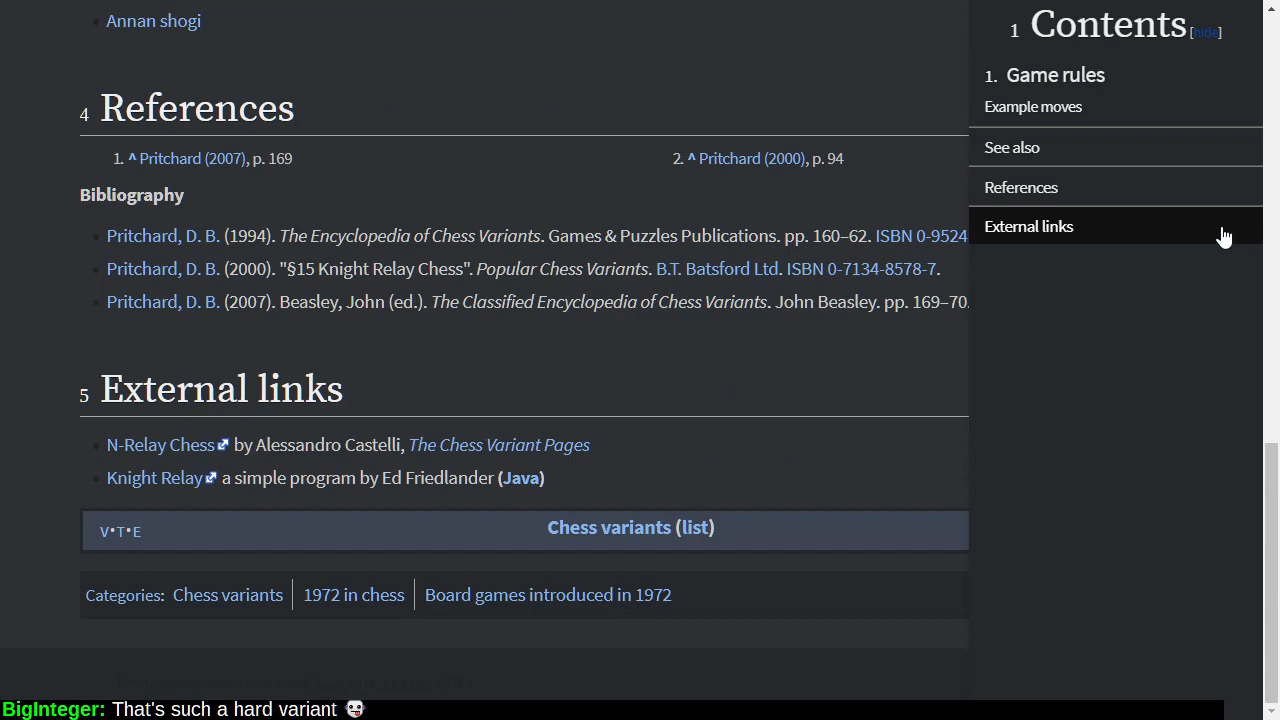 Annan shogi
4 References
1. ^ Pritchard (2007), p. 169
2. ^ Pritchard (2000), p. 94
Bibliography
Pritchard, D. B. (1994). The Encyclopedia of Chess Variants. Games & Puzzles Publications. pp. 160–62. ISBN 0-9524
Pritchard, D. B. (2000). "§15 Knight Relay Chess". Popular Chess Variants. B.T. Batsford Ltd. ISBN 0-7134-8578-7.
Pritchard, D. B. (2007). Beasley, John (ed.). The Classified Encyclopedia of Chess Variants. John Beasley. pp. 169–70.
5 External links
N-Relay Chess by Alessandro Castelli, The Chess Variant Pages
Knight Relay a simple program by Ed Friedlander (Java)
V•T•E
Chess variants (list)
Categories: Chess variants 1972 in chess Board games introduced in 1972
1 Contents [hide]
1. Game rules
Example moves
See also
References
External links
BigInteger: That's such a hard variant 💀